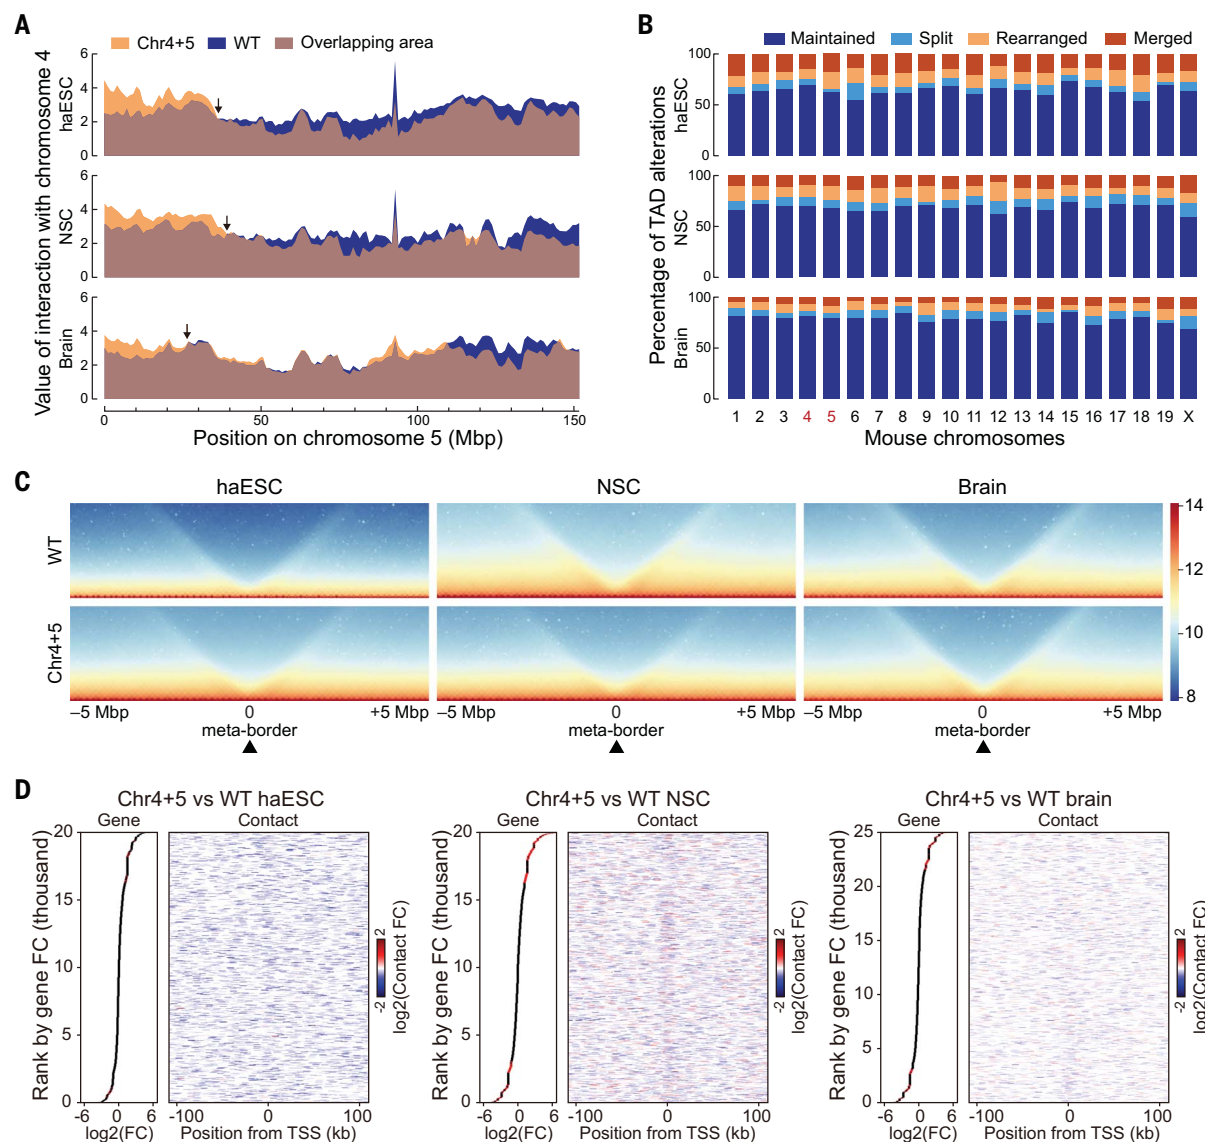 A
Chr4+5 WT Overlapping area
Value of interaction with chromosome 4
haESC
6
4
2
0
NSC
6
4
2
0
Brain
6
4
2
0
0 50 100 150
Position on chromosome 5 (Mbp)
B
Maintained Split Rearranged Merged
Percentage of TAD alterations
haESC
100
50
0
NSC
100
50
0
Brain
100
50
0
1 2 3 4 5 6 7 8 9 10 11 12 13 14 15 16 17 18 19 X
Mouse chromosomes
C
haESC NSC Brain
WT
Chr4+5
14
12
10
8
–5 Mbp 0 +5 Mbp –5 Mbp 0 +5 Mbp –5 Mbp 0 +5 Mbp
meta-border meta-border meta-border
D
Chr4+5 vs WT haESC
Gene Contact
Rank by gene FC (thousand)
20
15
10
5
0
-6 0 6
log2(FC)
-100 0 100
Position from TSS (kb)
-2 2
log2(Contact FC)
Chr4+5 vs WT NSC
Gene Contact
Rank by gene FC (thousand)
20
15
10
5
0
-6 0 6
log2(FC)
-100 0 100
Position from TSS (kb)
-2 2
log2(Contact FC)
Chr4+5 vs WT brain
Gene Contact
Rank by gene FC (thousand)
25
20
15
10
5
0
-6 0 6
log2(FC)
-100 0 100
Position from TSS (kb)
-2 2
log2(Contact FC)